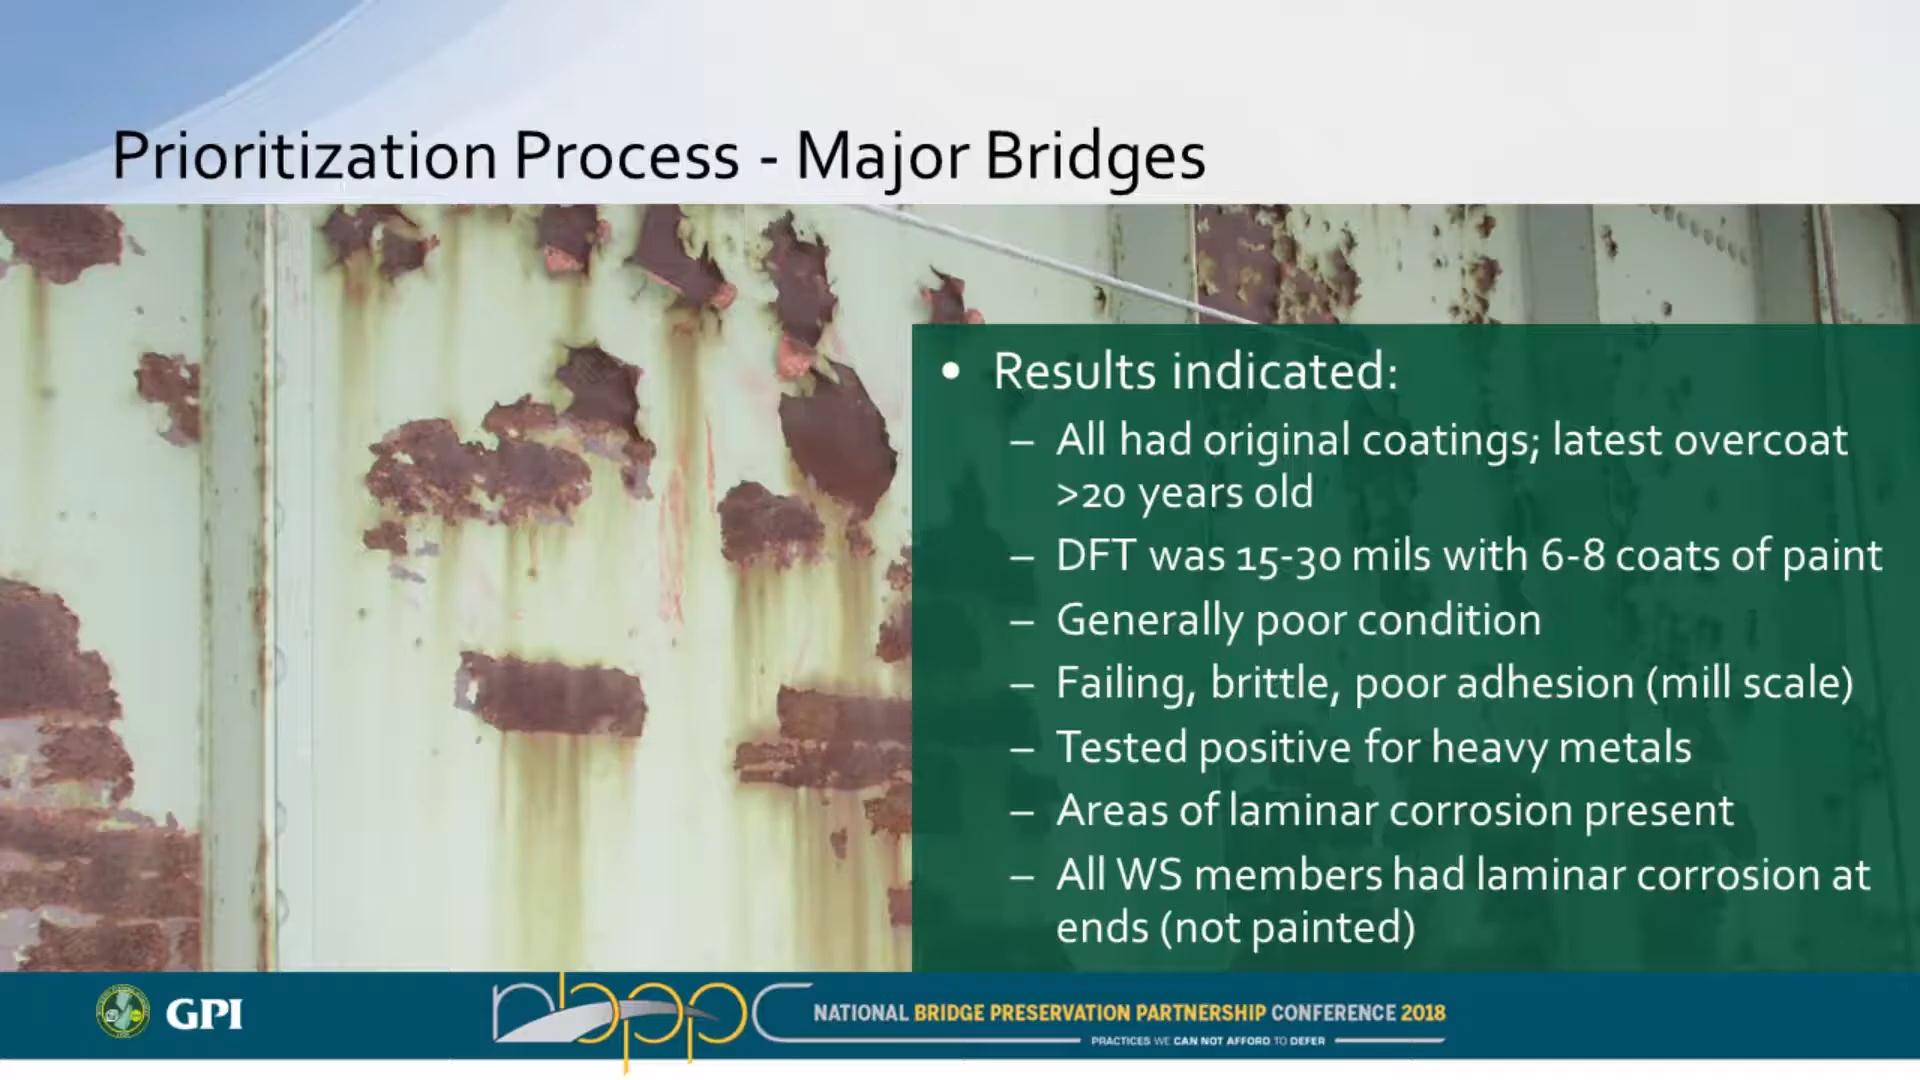 Prioritization Process - Major Bridges
• Results indicated:
– All had original coatings; latest overcoat
>20 years old
– DFT was 15-30 mils with 6-8 coats of paint
– Generally poor condition
– Failing, brittle, poor adhesion (mill scale)
– Tested positive for heavy metals
– Areas of laminar corrosion present
– All WS members had laminar corrosion at
ends (not painted)
GPI
nbppc
NATIONAL BRIDGE PRESERVATION PARTNERSHIP CONFERENCE 2018
PRACTICES WE CAN NOT AFFORD TO DEFER